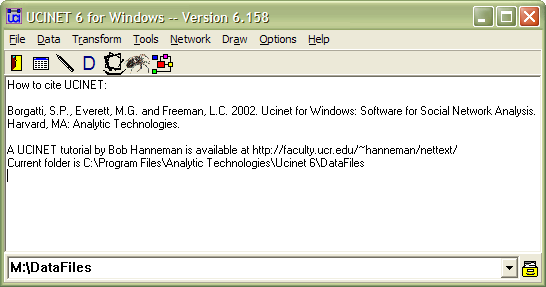 UCINET 6 for Windows -- Version 6.158
File Data Transform Tools Network Draw Options Help
D
How to cite UCINET:
Borgatti, S.P., Everett, M.G. and Freeman, L.C. 2002. Ucinet for Windows: Software for Social Network Analysis.
Harvard, MA: Analytic Technologies.
A UCINET tutorial by Bob Hanneman is available at http://faculty.ucr.edu/~hanneman/nettext/
Current folder is C:\Program Files\Analytic Technologies\Ucinet 6\DataFiles
M:\DataFiles